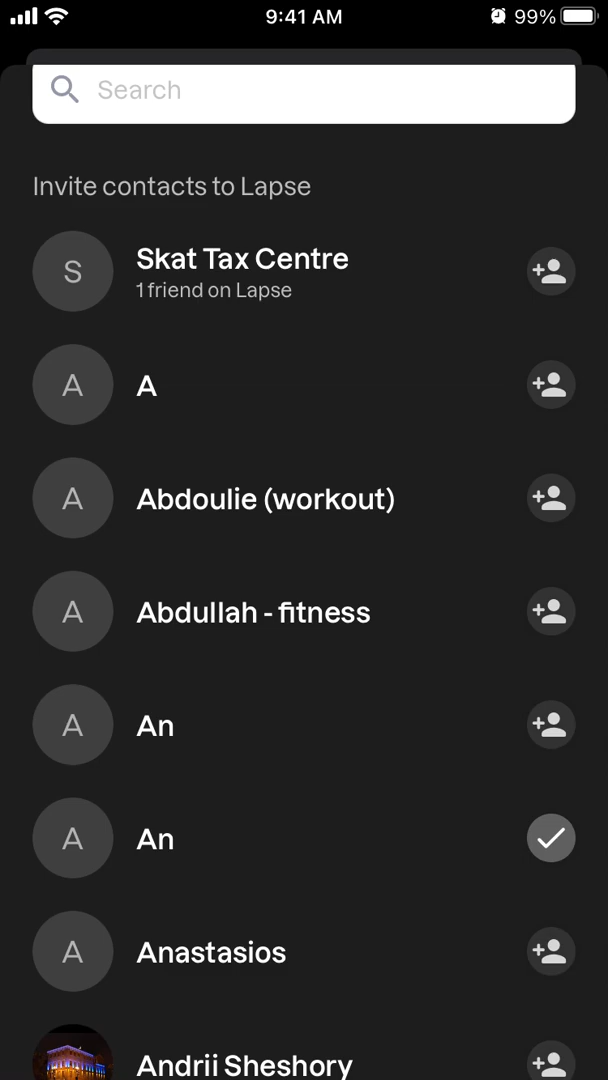 9:41 AM
99%
Search
Invite contacts to Lapse
S
Skat Tax Centre
1 friend on Lapse
A
A
A
Abdoulie (workout)
A
Abdullah - fitness
A
An
A
An
A
Anastasios
Andrii Sheshory